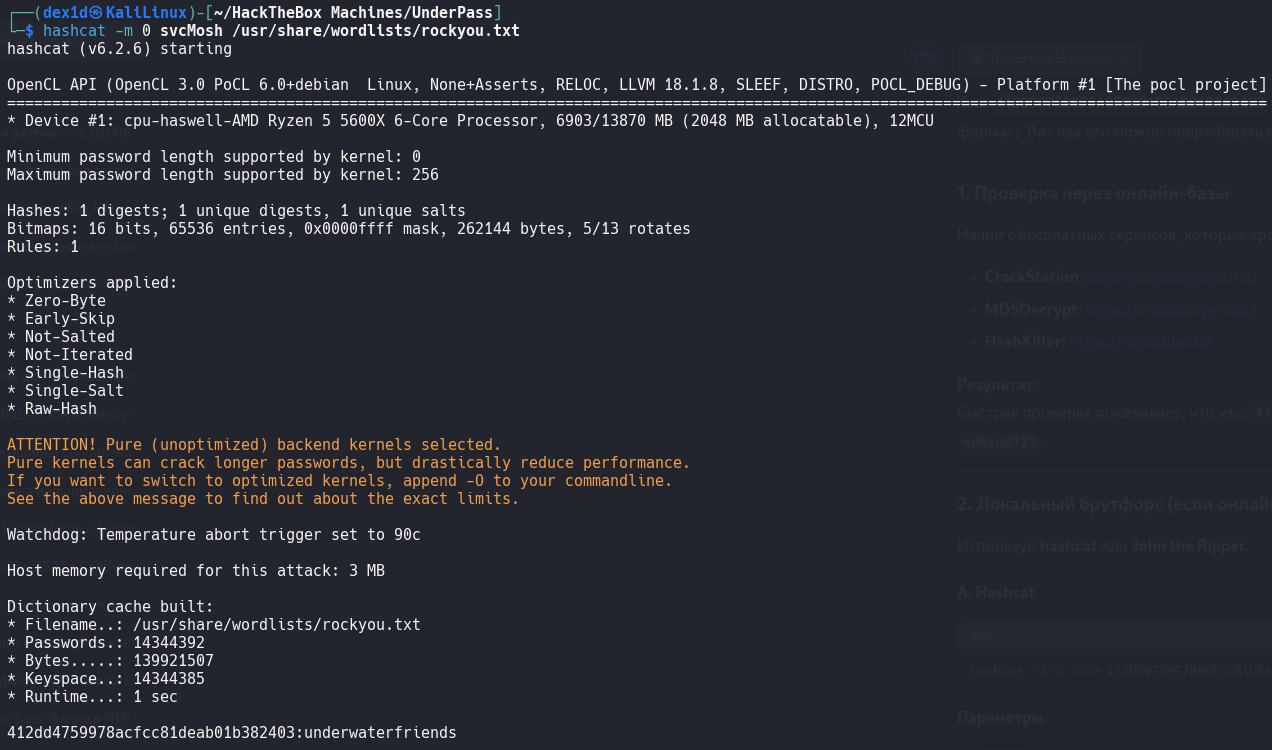 ┌──(dex1d㉿KaliLinux)-[~/HackTheBox Machines/UnderPass]
└─$ hashcat -m 0 svcMosh /usr/share/wordlists/rockyou.txt
hashcat (v6.2.6) starting
OpenCL API (OpenCL 3.0 PoCL 6.0+debian  Linux, None+Asserts, RELOC, LLVM 18.1.8, SLEEF, DISTRO, POCL_DEBUG) - Platform #1 [The pocl project]
============================================================================================================================================
* Device #1: cpu-haswell-AMD Ryzen 5 5600X 6-Core Processor, 6903/13870 MB (2048 MB allocatable), 12MCU
Minimum password length supported by kernel: 0
Maximum password length supported by kernel: 256
Hashes: 1 digests; 1 unique digests, 1 unique salts
Bitmaps: 16 bits, 65536 entries, 0x0000ffff mask, 262144 bytes, 5/13 rotates
Rules: 1
Optimizers applied:
* Zero-Byte
* Early-Skip
* Not-Salted
* Not-Iterated
* Single-Hash
* Single-Salt
* Raw-Hash
ATTENTION! Pure (unoptimized) backend kernels selected.
Pure kernels can crack longer passwords, but drastically reduce performance.
If you want to switch to optimized kernels, append -O to your commandline.
See the above message to find out about the exact limits.
Watchdog: Temperature abort trigger set to 90c
Host memory required for this attack: 3 MB
Dictionary cache built:
* Filename..: /usr/share/wordlists/rockyou.txt
* Passwords.: 14344392
* Bytes.....: 139921507
* Keyspace..: 14344385
* Runtime...: 1 sec
412dd4759978acfcc81deab01b382403:underwaterfriends
Thought for 16 seconds
формат). Вот как его можно попробовать
1. Проверка через онлайн-базы
Начни с бесплатных сервисов, которые
• CrackStation: https://crackstation.net/
• MD5Decrypt:
• HashKiller:
Результат:
Быстрая проверка показывает, что хэш
admin@123 .
2. Локальный брутфорс (если
Используй hashcat или John the Ripper.
A. Hashcat
bash
hashcat
Параметры: